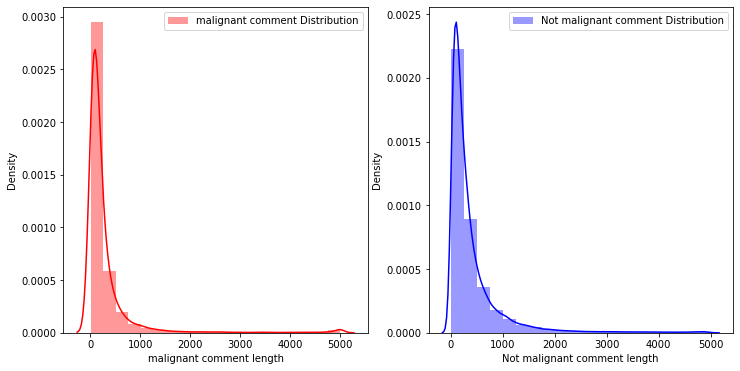 malignant comment Distribution
0.0030
0.0025
0.0020
0.0015
0.0010
0.0005
0.0000
Density
0 1000 2000 3000 4000 5000
malignant comment length
Not malignant comment Distribution
0.0025
0.0020
0.0015
0.0010
0.0005
0.0000
Density
0 1000 2000 3000 4000 5000
Not malignant comment length